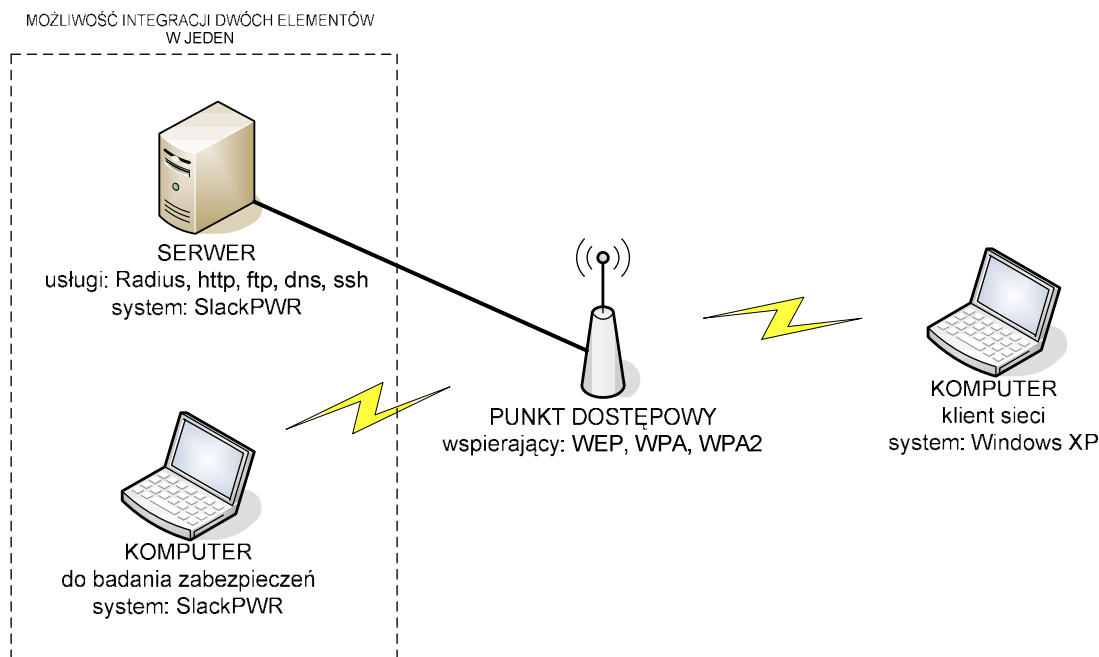 MOŻLIWOŚĆ INTEGRACJI DWÓCH ELEMENTÓW
W JEDEN
SERWER
usługi: Radius, http, ftp, dns, ssh
system: SlackPWR
PUNKT DOSTĘPOWY
wspierający: WEP, WPA, WPA2
KOMPUTER
klient sieci
system: Windows XP
KOMPUTER
do badania zabezpieczeń
system: SlackPWR